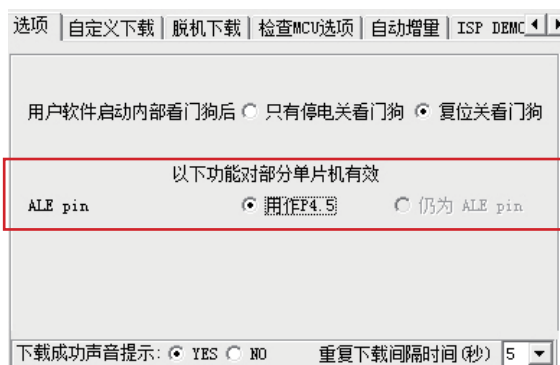 选项 自定义下载 脱机下载 检查MCU选项 自动增量 ISP DEMO
用户软件启动内部看门狗后 只有停电关看门狗 复位关看门狗
以下功能对部分单片机有效
ALE pin 用作P4.5 仍为 ALE pin
下载成功声音提示: YES NO 重复下载间隔时间(秒) 5